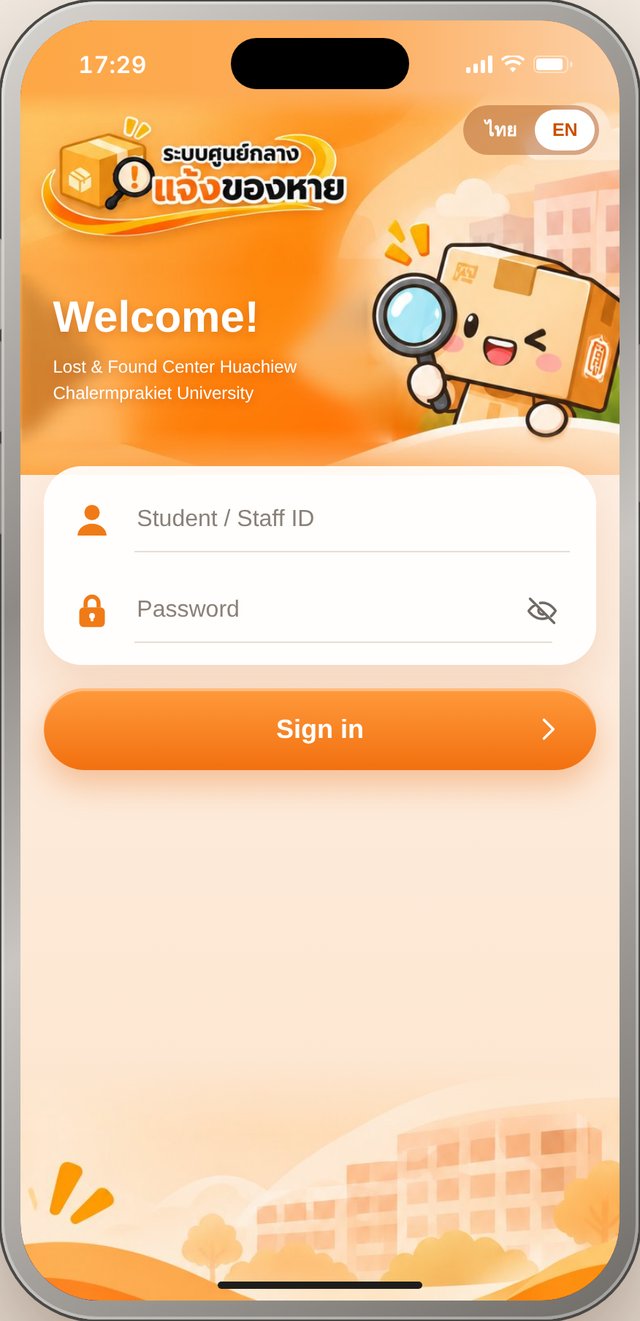 17:29
ไทย EN
ระบบศูนย์กลาง
แจ้งของหาย
Welcome!
Lost & Found Center Huachiew
Chalermprakiet University
Student / Staff ID
Password
Sign in